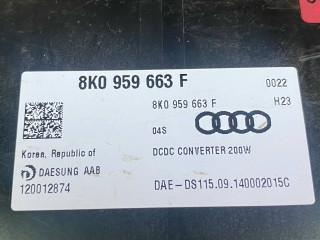 8K0 959 663 F 0022
8K0 959 663 F H23
04S
Korea, Republic of DCDC CONVERTER 200W
DAESUNG AAB
120012874 DAE-DS115.09.140002015C